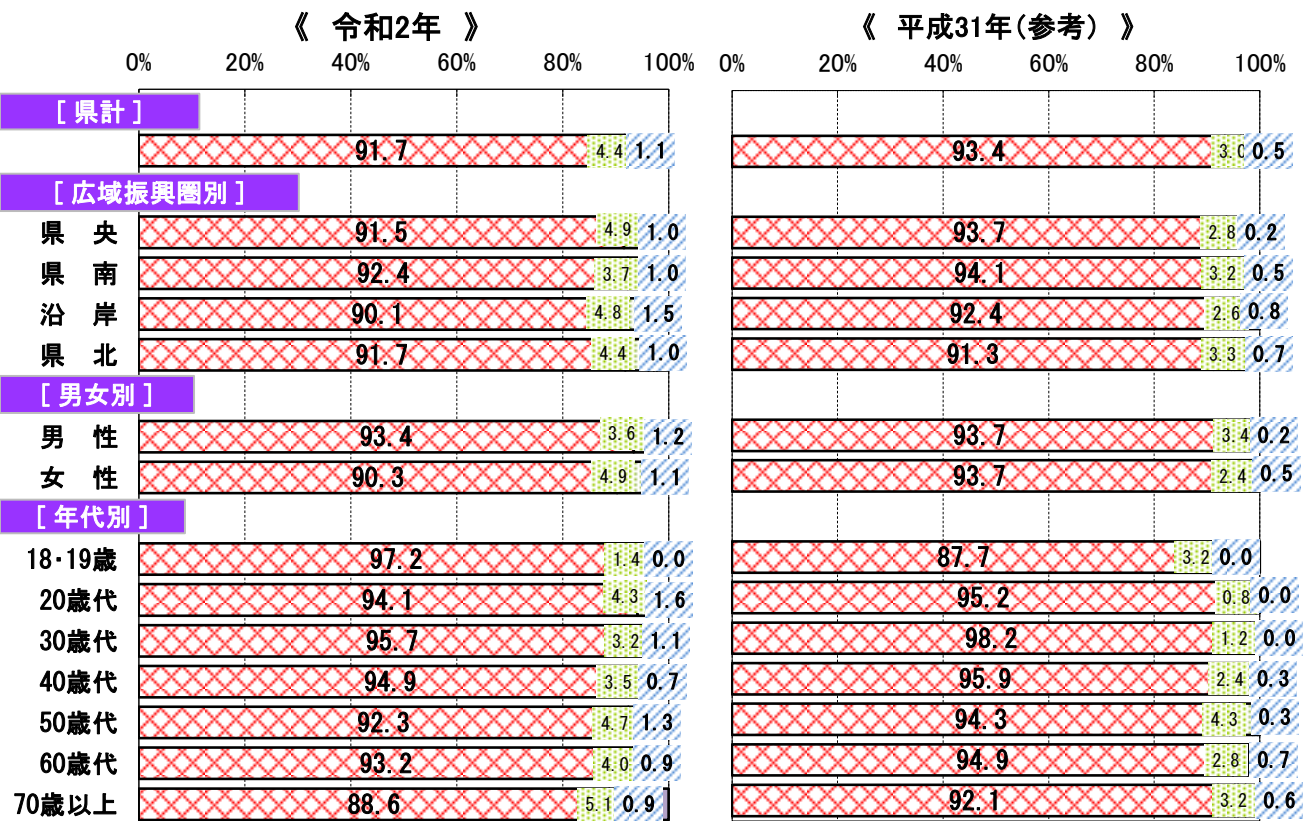 《 令和2年 》 《 平成31年(参考) 》
0% 20% 40% 60% 80% 100% 0% 20% 40% 60% 80% 100%
[ 県計 ]
91.7 4.4 1.1 93.4 3.0 0.5
[ 広域振興圏別 ]
県 央 91.5 4.9 1.0 93.7 2.8 0.2
県 南 92.4 3.7 1.0 94.1 3.2 0.5
沿 岸 90.1 4.8 1.5 92.4 2.6 0.8
県 北 91.7 4.4 1.0 91.3 3.3 0.7
[ 男女別 ]
男 性 93.4 3.6 1.2 93.7 3.4 0.2
女 性 90.3 4.9 1.1 93.7 2.4 0.5
[ 年代別 ]
18・19歳 97.2 1.4 0.0 87.7 3.2 0.0
20歳代 94.1 4.3 1.6 95.2 0.8 0.0
30歳代 95.7 3.2 1.1 98.2 1.2 0.0
40歳代 94.9 3.5 0.7 95.9 2.4 0.3
50歳代 92.3 4.7 1.3 94.3 4.3 0.3
60歳代 93.2 4.0 0.9 94.9 2.8 0.7
70歳以上 88.6 5.1 0.9 92.1 3.2 0.6